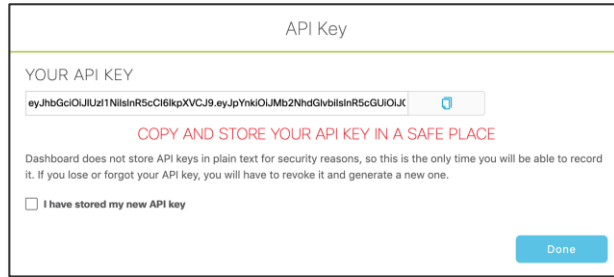 API Key
YOUR API KEY
eyJhbGciOiJIUzI1NiIsInR5cCI6IkpXVCJ9.eyJpYnkiOiJMb2NhdGlvbiIsInR5cGUiOiJ(
COPY AND STORE YOUR API KEY IN A SAFE PLACE
Dashboard does not store API keys in plain text for security reasons, so this is the only time you will be able to record
it. If you lose or forgot your API key, you will have to revoke it and generate a new one.
I have stored my new API key
Done